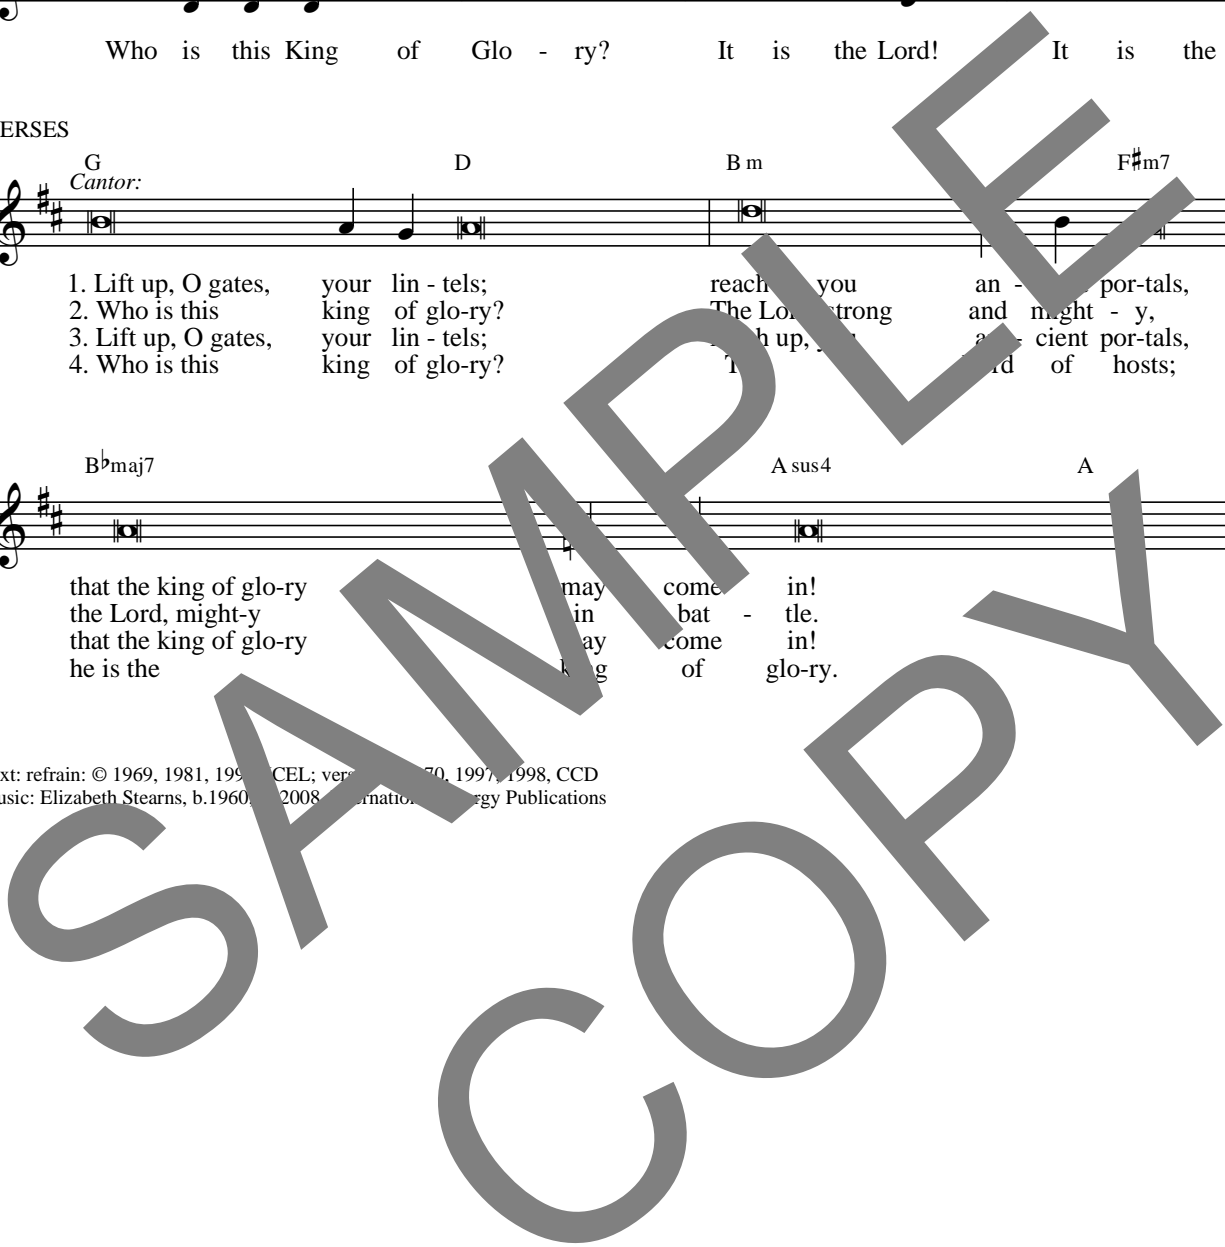 Who is this King of Glo - ry? It is the Lord! It is the
ERSES
G D B m F♯m7
Cantor:
1. Lift up, O gates, your lin - tels; reach you an - por-tals,
2. Who is this king of glo-ry? The strong and might - y,
3. Lift up, O gates, your lin - tels; up, cient por-tals,
4. Who is this king of glo-ry? of hosts;
B♭maj7 A sus4 A
that the king of glo-ry may come in!
the Lord, might-y in bat - tle.
that the king of glo-ry come in!
he is the of glo-ry.
xt: refrain: © 1969, 1981, CEL; 1997, 1998, CCD
usic: Elizabeth Stearns, b.1960, 2008, Publications
SAMPLE
COPY